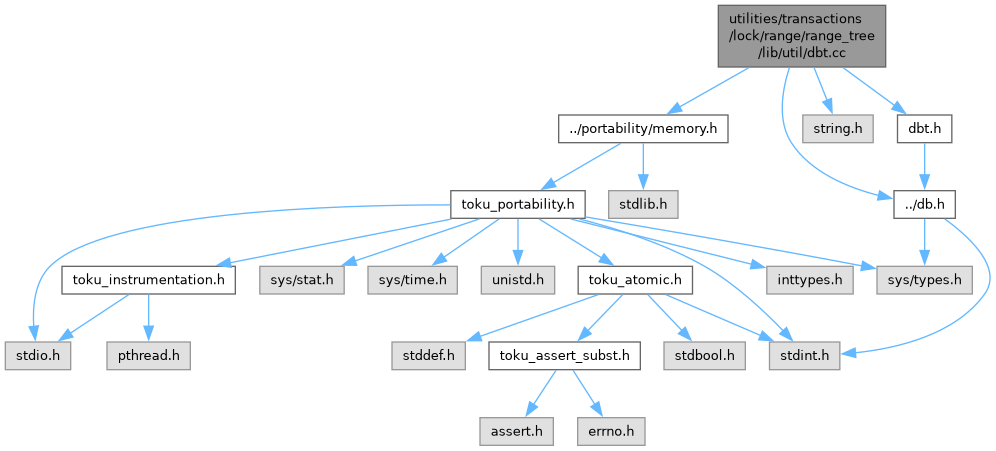 utilities/transactions
/lock/range/range_tree
/lib/util/dbt.cc
../portability/memory.h
string.h
dbt.h
toku_portability.h
stdlib.h
../db.h
toku_instrumentation.h
sys/stat.h
sys/time.h
unistd.h
toku_atomic.h
inttypes.h
sys/types.h
stdio.h
pthread.h
stddef.h
toku_assert_subst.h
stdbool.h
stdint.h
assert.h
errno.h